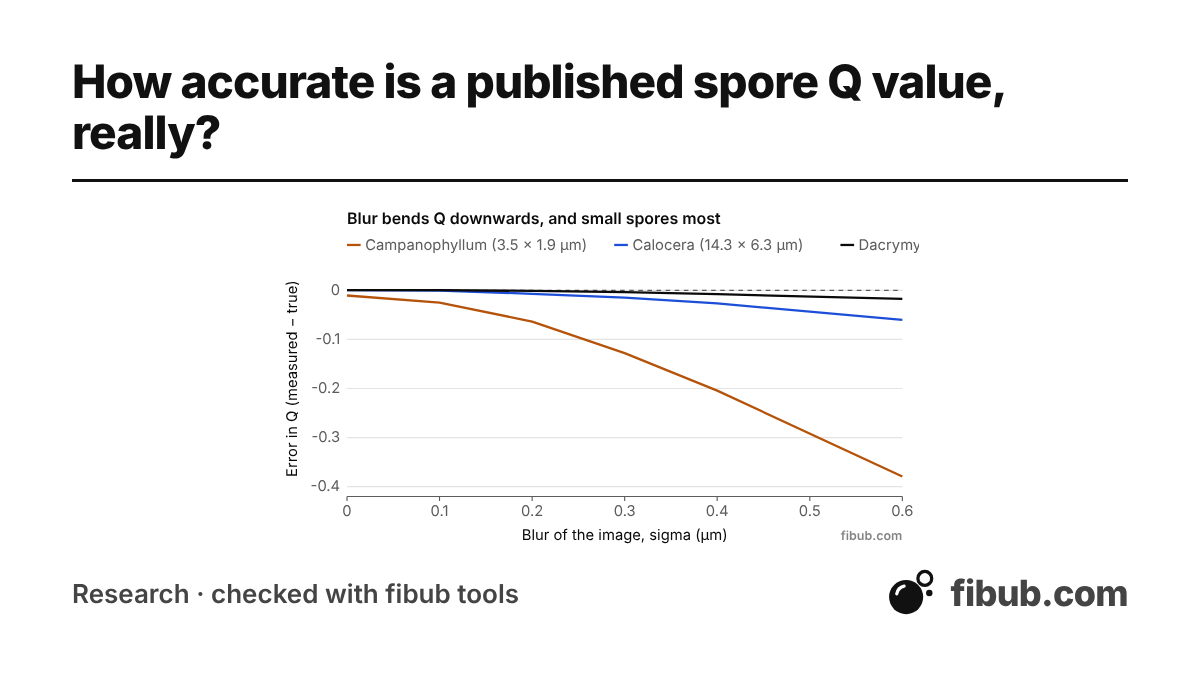 How accurate is a published spore Q value,
really?
Blur bends Q downwards, and small spores most
Campanophyllum (3.5 × 1.9 µm) Calocera (14.3 × 6.3 µm) Dacrymy
Error in Q (measured − true)
0
-0.1
-0.2
-0.3
-0.4
0 0.1 0.2 0.3 0.4 0.5 0.6
Blur of the image, sigma (µm)
fibub.com
Research · checked with fibub tools
fibub.com